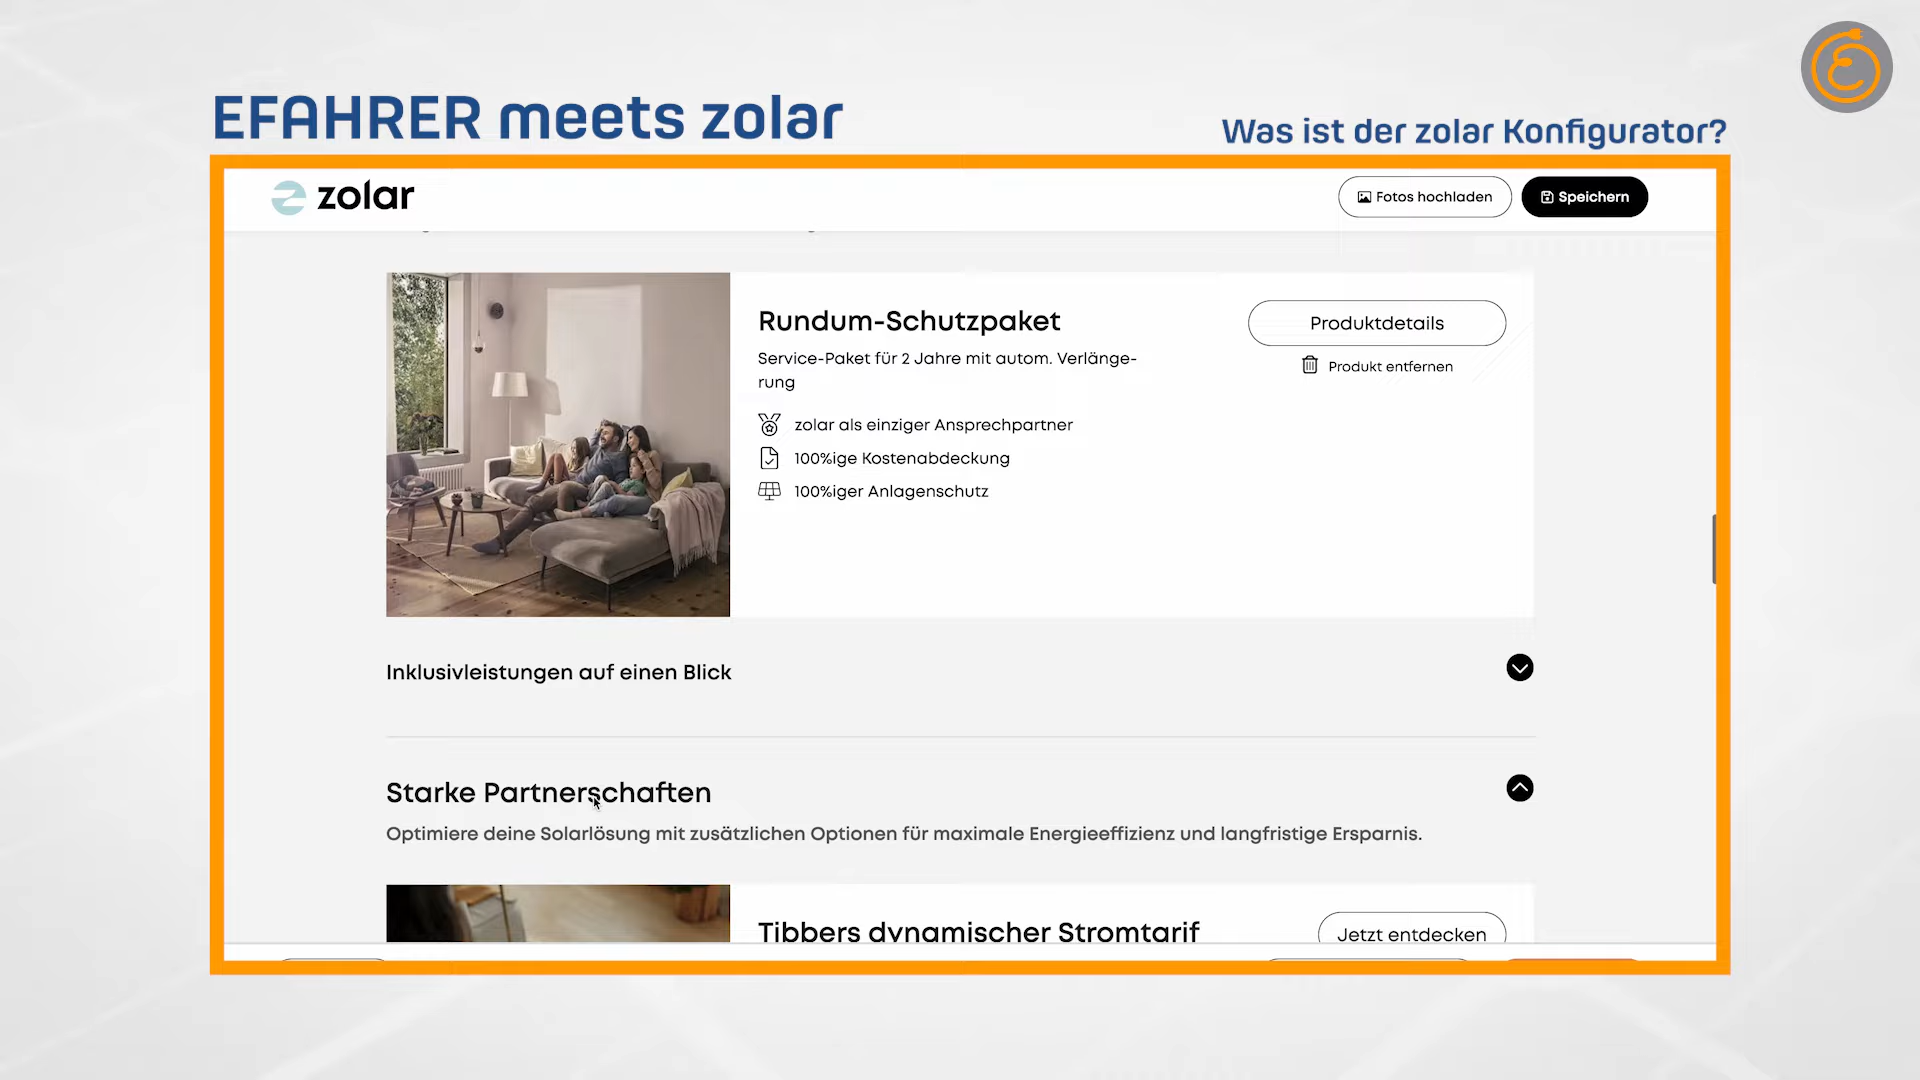 EFAHRER meets zolar
Was ist der zolar Konfigurator?
zolar
Fotos hochladen
Speichern
Rundum-Schutzpaket
Produktdetails
Service-Paket für 2 Jahre mit autom. Verlänge-
rung
Produkt entfernen
zolar als einziger Ansprechpartner
100%ige Kostenabdeckung
100%iger Anlagenschutz
Inklusivleistungen auf einen Blick
Starke Partnerschaften
Optimiere deine Solarlösung mit zusätzlichen Optionen für maximale Energieeffizienz und langfristige Ersparnis.
Tibbers dynamischer Stromtarif
Jetzt entdecken